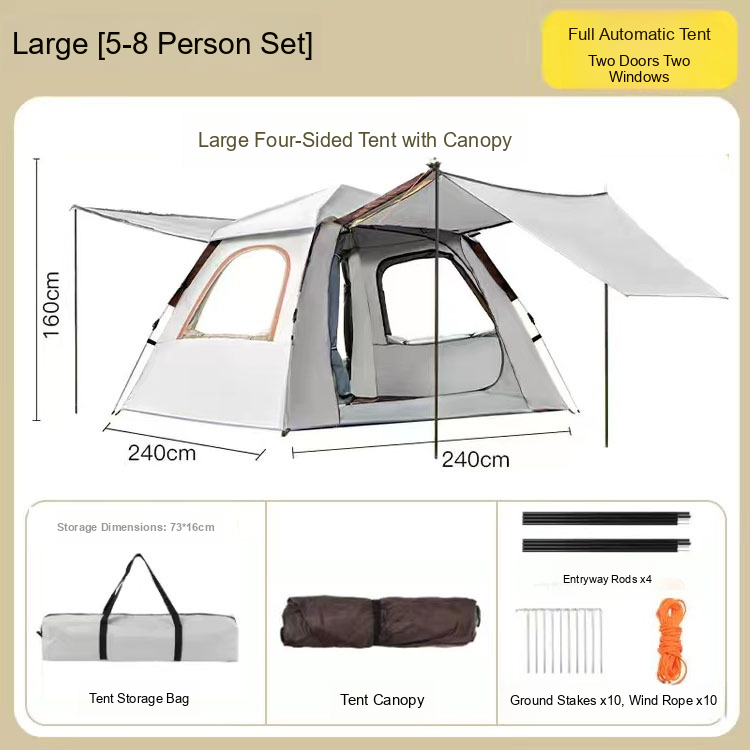 Large [5-8 Person Set]
Full Automatic Tent
Two Doors Two
Windows
Large Four-Sided Tent with Canopy
160cm
240cm
240cm
Storage Dimensions: 73*16cm
Tent Storage Bag
Tent Canopy
Entryway Rods x4
Ground Stakes x10, Wind Rope x10